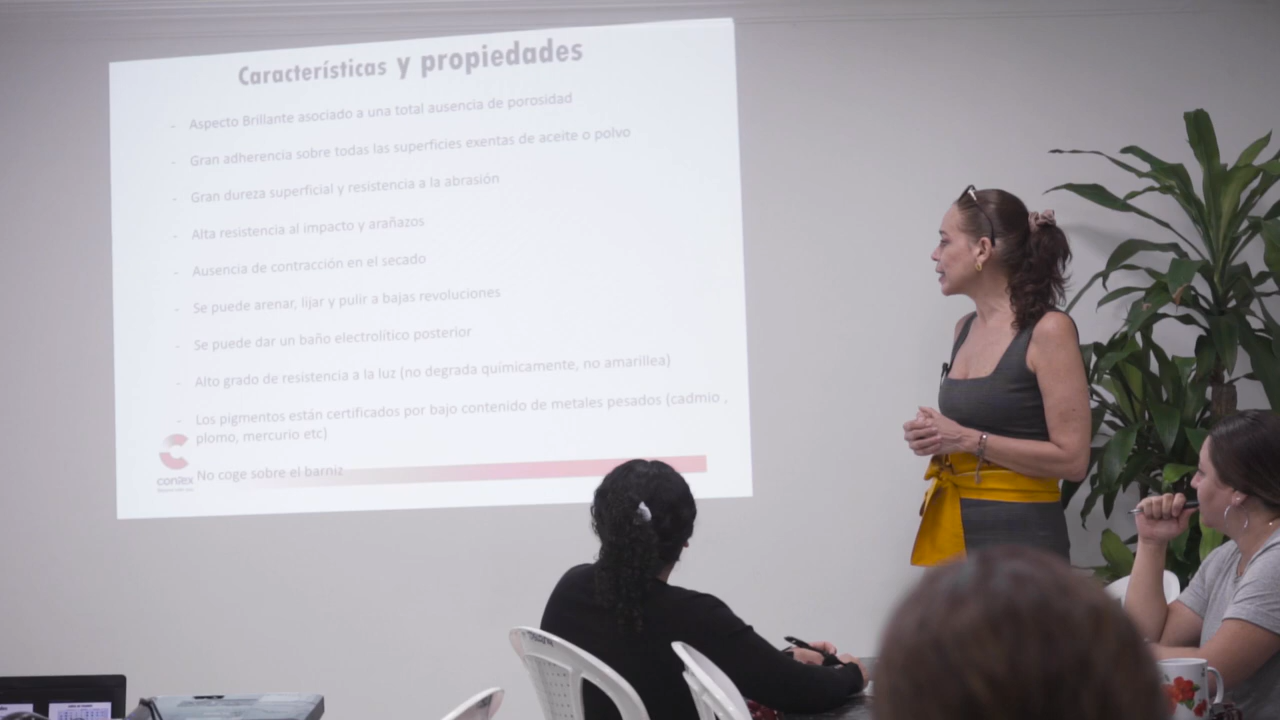 Características y propiedades
- Aspecto Brillante asociado a una total ausencia de porosidad
- Gran adherencia sobre todas las superficies exentas de aceite o polvo
- Gran dureza superficial y resistencia a la abrasión
- Alta resistencia al impacto y arañazos
- Ausencia de contracción en el secado
- Se puede arenar, lijar y pulir a bajas revoluciones
- Se puede dar un baño electrolítico posterior
- Alto grado de resistencia a la luz (no degrada químicamente, no amarillea)
- Los pigmentos están certificados por bajo contenido de metales pesados (cadmio ,
plomo, mercurio etc)
No coge sobre el barniz